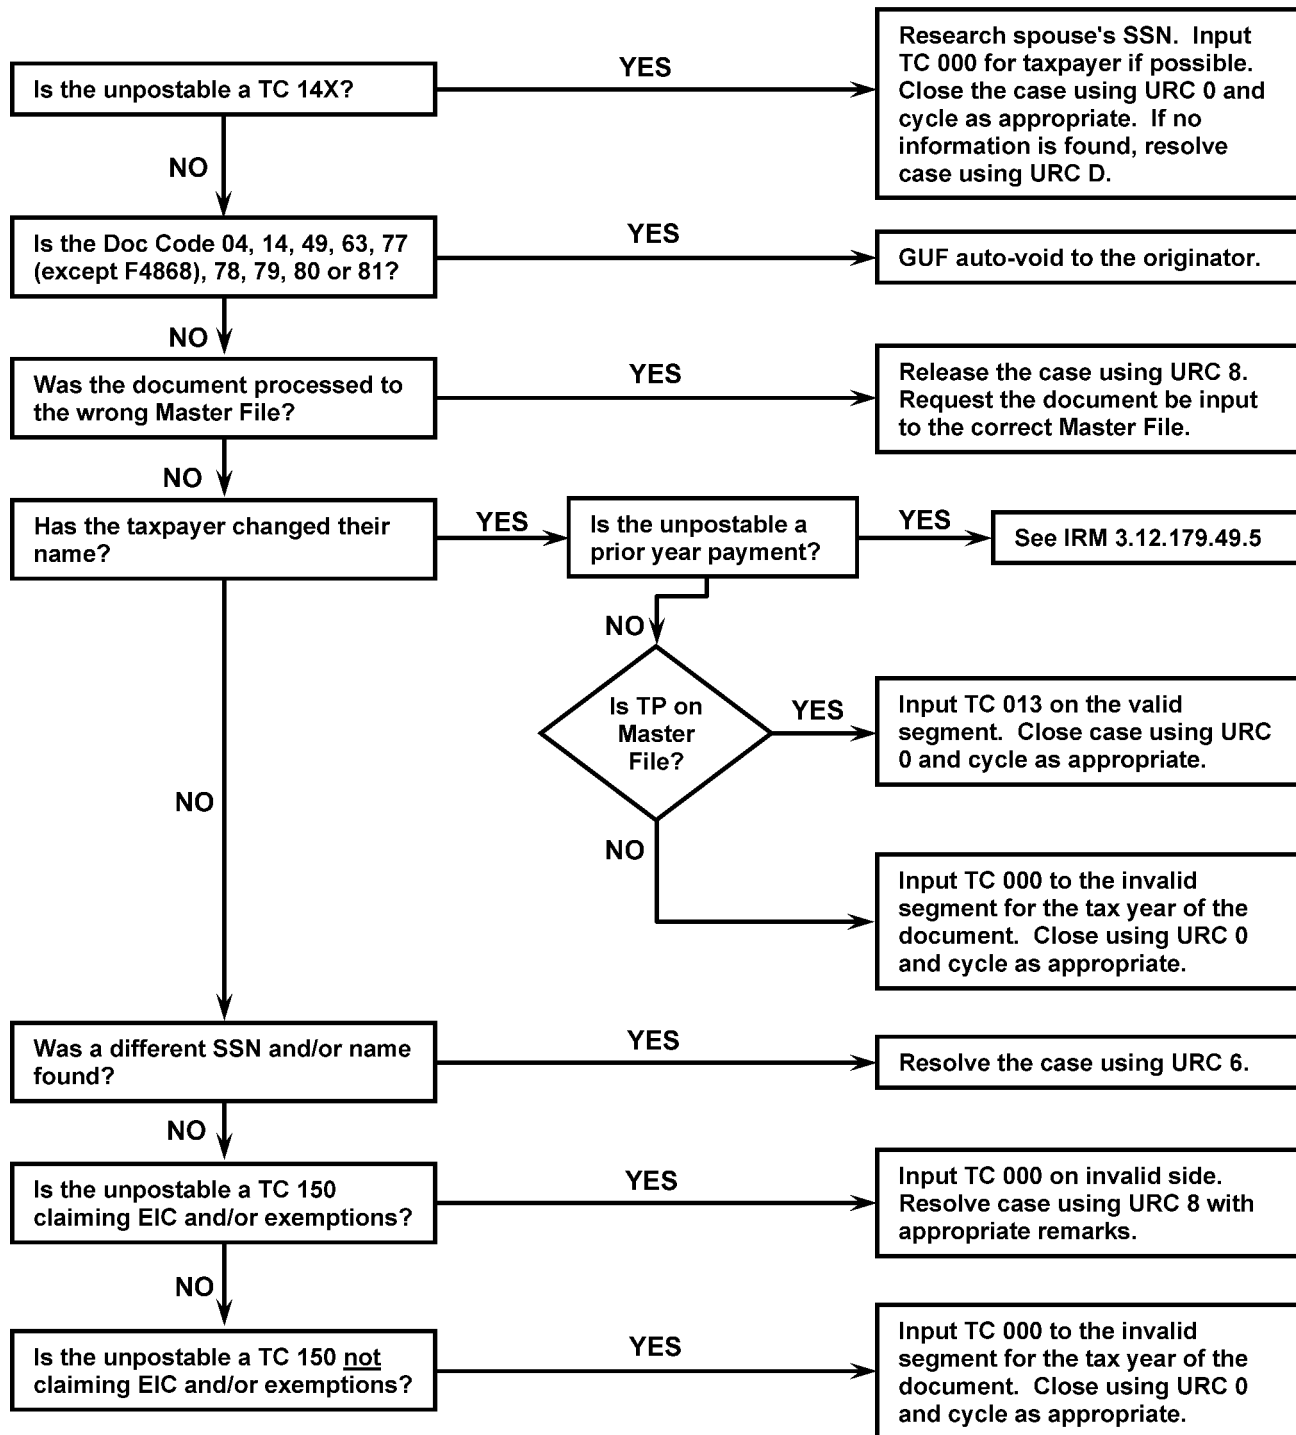 Is the unpostable a TC 14X?
YES
Research spouse's SSN. Input
TC 000 for taxpayer if possible.
Close the case using URC 0 and
cycle as appropriate. If no
information is found, resolve
case using URC D.
NO
Is the Doc Code 04, 14, 49, 63, 77
(except F4868), 78, 79, 80 or 81?
YES
GUF auto-void to the originator.
NO
Was the document processed to
the wrong Master File?
YES
Release the case using URC 8.
Request the document be input
to the correct Master File.
NO
Has the taxpayer changed their
name?
YES
Is the unpostable a
prior year payment?
YES
See IRM 3.12.179.49.5
NO
Is TP on
Master
File?
YES
Input TC 013 on the valid
segment. Close case using URC
0 and cycle as appropriate.
NO
NO
Input TC 000 to the invalid
segment for the tax year of the
document. Close using URC 0
and cycle as appropriate.
Was a different SSN and/or name
found?
YES
Resolve the case using URC 6.
NO
Is the unpostable a TC 150
claiming EIC and/or exemptions?
YES
Input TC 000 on invalid side.
Resolve case using URC 8 with
appropriate remarks.
NO
Is the unpostable a TC 150 not
claiming EIC and/or exemptions?
YES
Input TC 000 to the invalid
segment for the tax year of the
document. Close using URC 0
and cycle as appropriate.